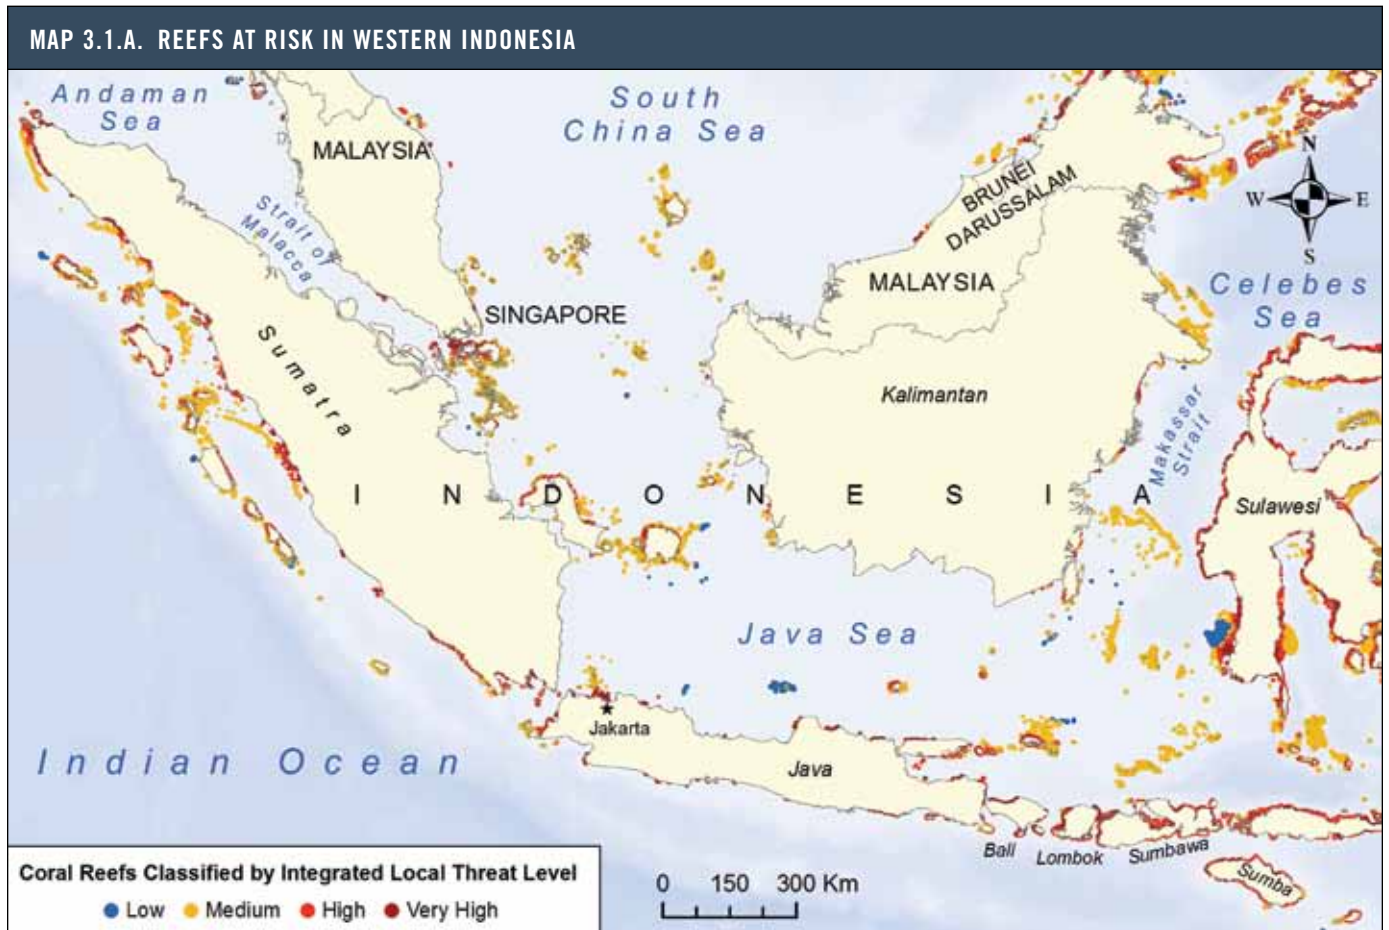 MAP 3.1.A. REEFS AT RISK IN WESTERN INDONESIA
Andaman
Sea
South
China Sea
MALAYSIA
BRUNEI
DARUSSALAM
N
W
E
S
Strait of
Malacca
MALAYSIA
Celebes
Sea
SINGAPORE
Sumatra
Kalimantan
Makassar
Strait
INDONESIA
Sulawesi
Java Sea
Jakarta
Indian Ocean
Java
Bali
Lombok
Sumbawa
Sumba
Coral Reefs Classified by Integrated Local Threat Level
Low Medium High Very High
0 150 300 Km